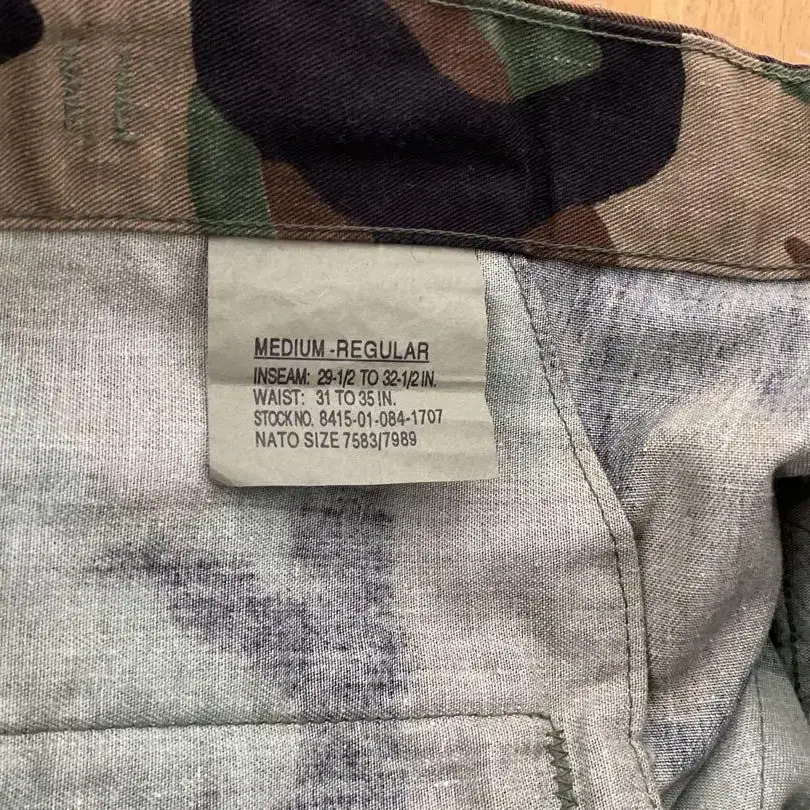 MEDIUM-REGULAR
INSEAM: 29-1/2 TO 32-1/2 IN.
WAIST: 31 TO 35 IN.
STOCK NO. 8415-01-084-1707
NATO SIZE 7583/7989